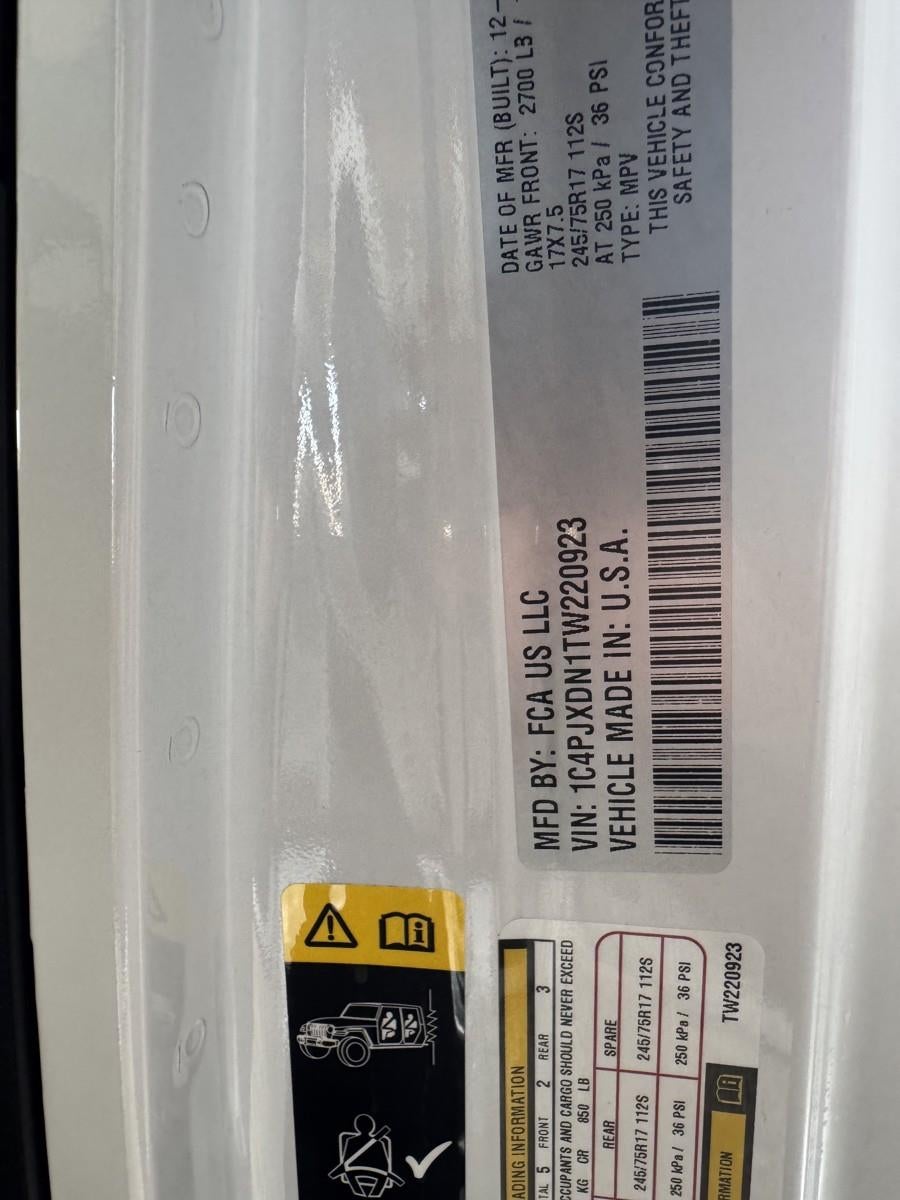 MFD BY: FCA US LLC
VIN: 1C4PJXDN1TW220923
VEHICLE MADE IN: U.S.A.
DATE OF MFR (BUILT): 12-
GAWR FRONT: 2700 LB /
17X7.5
245/75R17 112S
AT 250 kPa / 36 PSI
TYPE: MPV
THIS VEHICLE CONFOR
SAFETY AND THEFT
ADING INFORMATION
TAL 5 FRONT 2 REAR 3
CCUPANTS AND CARGO SHOULD NEVER EXCEED
KG OR 850 LB
REAR SPARE
245/75R17 112S 245/75R17 112S
250 kPa / 36 PSI 250 kPa / 36 PSI
RMATION
TW220923